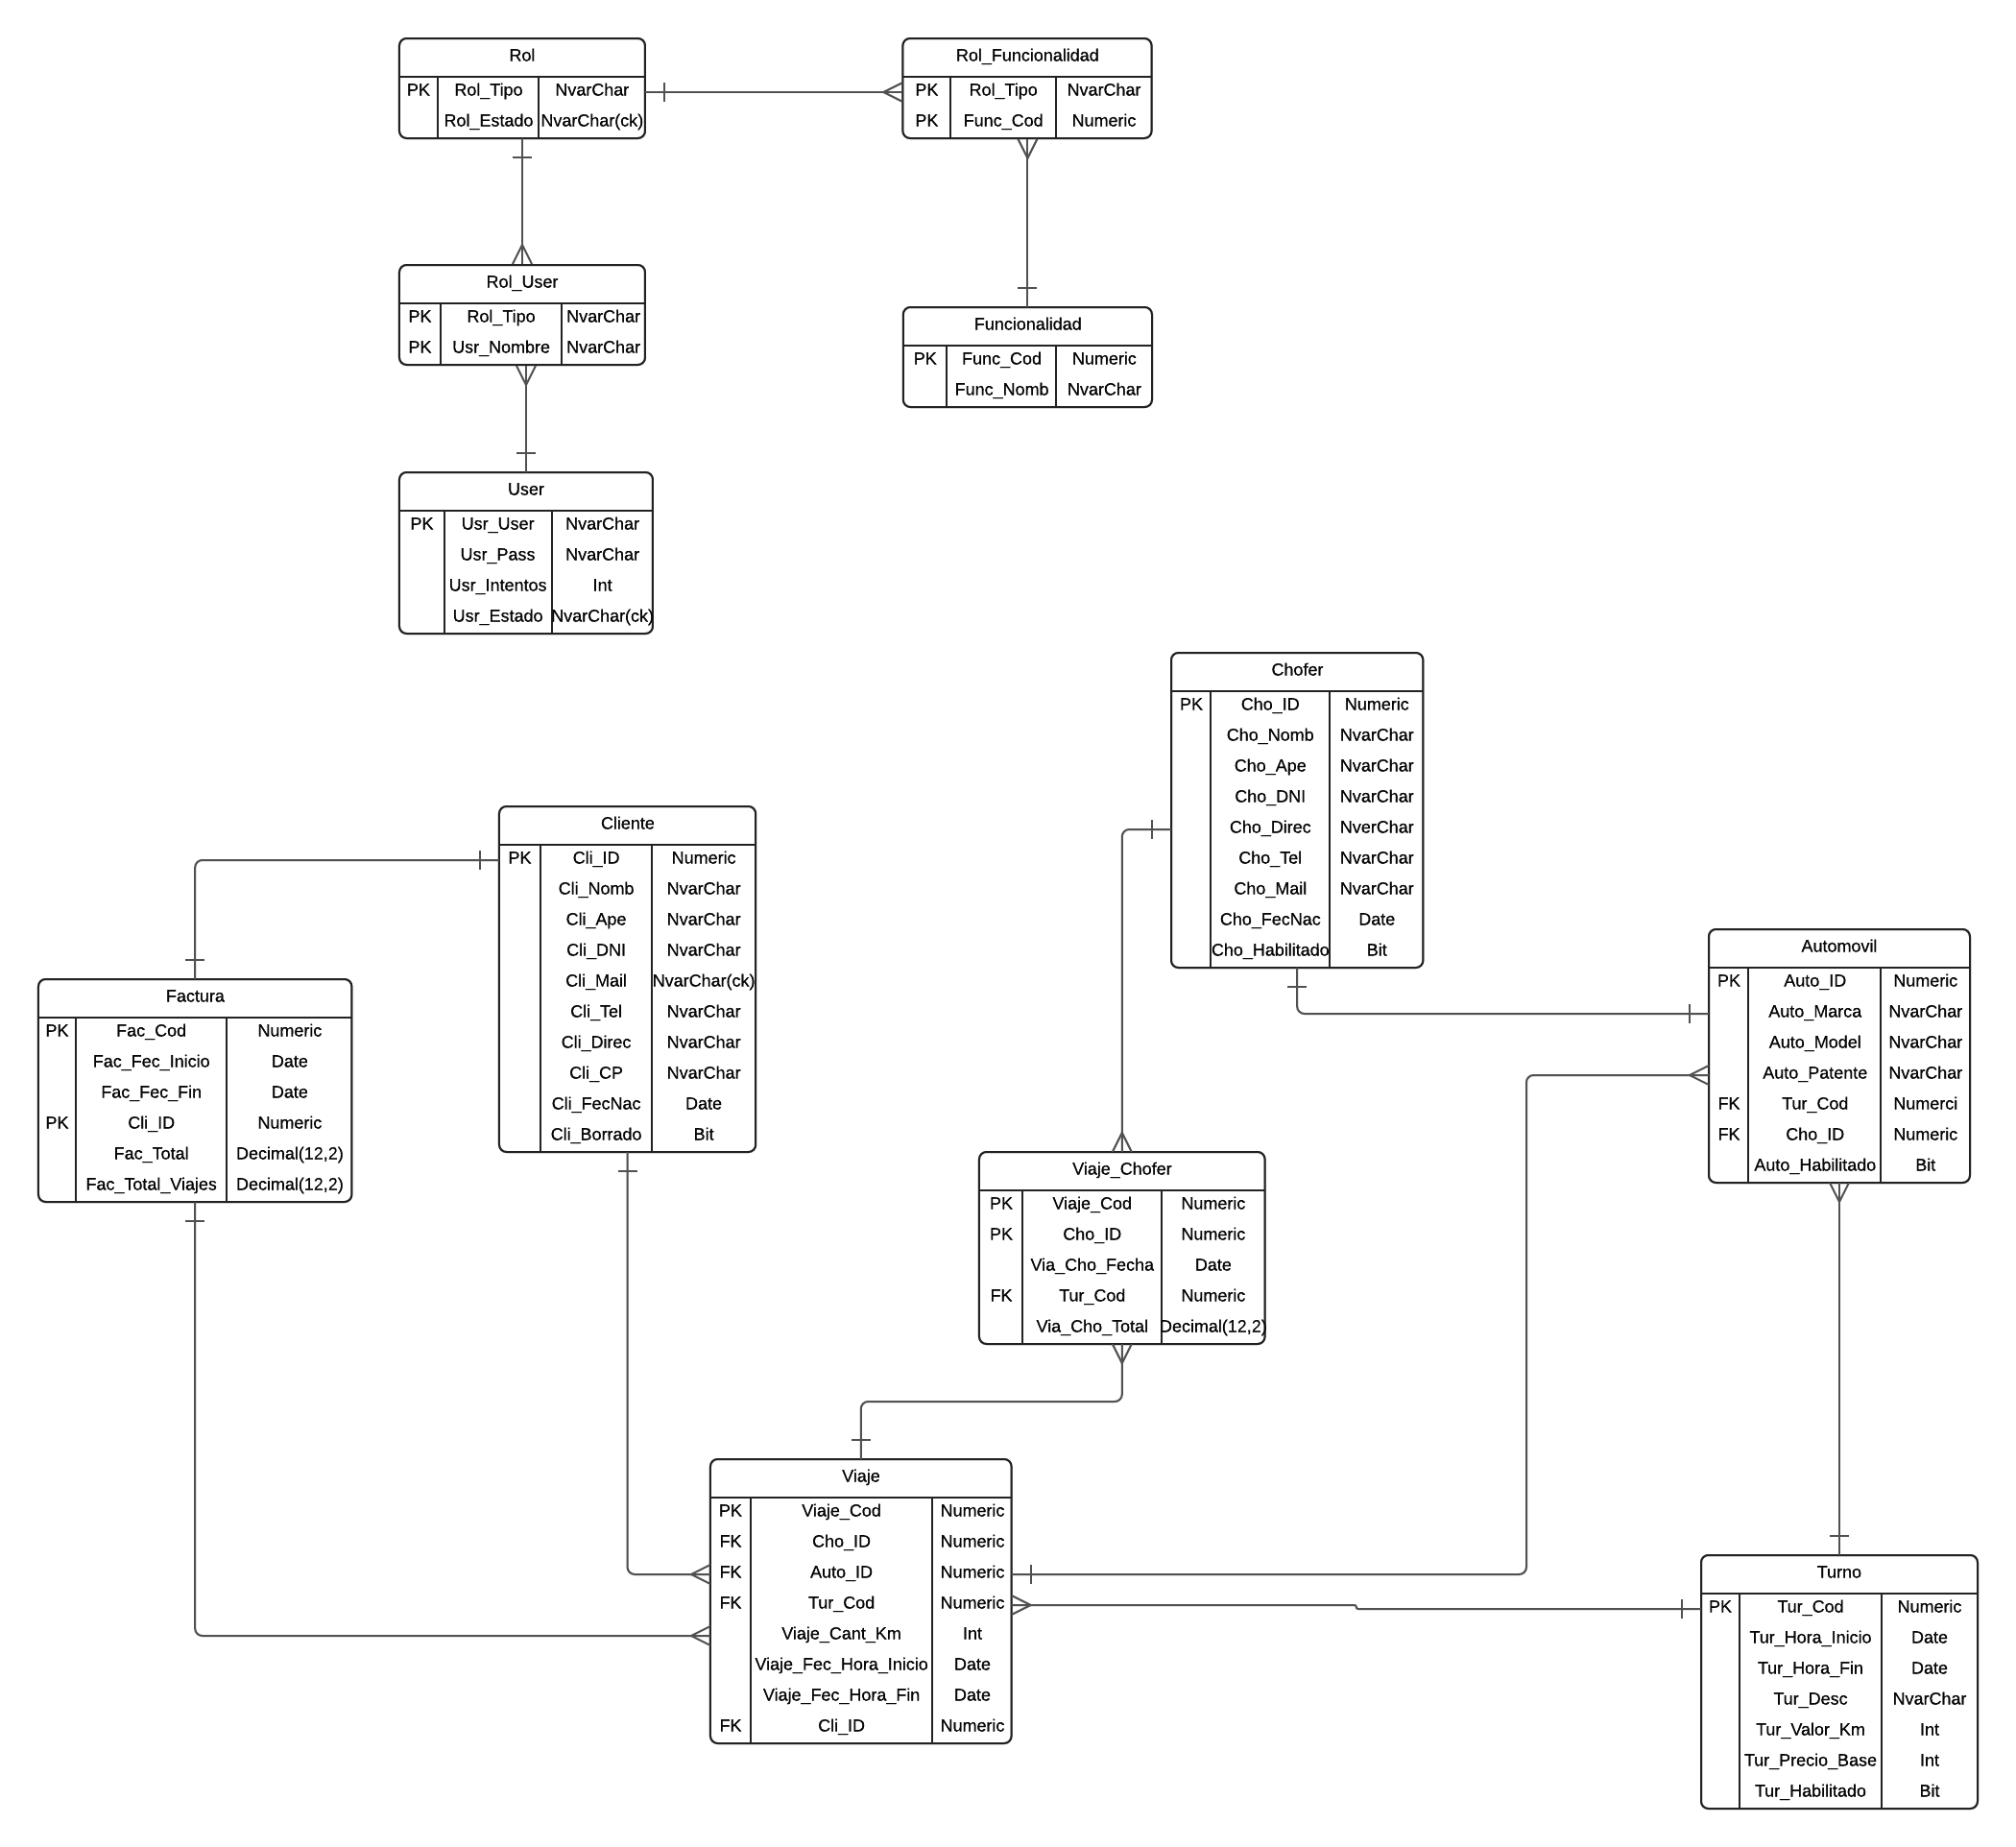 Rol
PK Rol_Tipo NvarChar
Rol_Estado NvarChar(ck)
Rol_Funcionalidad
PK Rol_Tipo NvarChar
PK Func_Cod Numeric
Rol_User
PK Rol_Tipo NvarChar
PK Usr_Nombre NvarChar
Funcionalidad
PK Func_Cod Numeric
Func_Nomb NvarChar
User
PK Usr_User NvarChar
Usr_Pass NvarChar
Usr_Intentos Int
Usr_Estado NvarChar(ck)
Chofer
PK Cho_ID Numeric
Cho_Nomb NvarChar
Cho_Ape NvarChar
Cho_DNI NvarChar
Cho_Direc NverChar
Cho_Tel NvarChar
Cho_Mail NvarChar
Cho_FecNac Date
Cho_Habilitado Bit
Cliente
PK Cli_ID Numeric
Cli_Nomb NvarChar
Cli_Ape NvarChar
Cli_DNI NvarChar
Cli_Mail NvarChar(ck)
Cli_Tel NvarChar
Cli_Direc NvarChar
Cli_CP NvarChar
Cli_FecNac Date
Cli_Borrado Bit
Automovil
PK Auto_ID Numeric
Auto_Marca NvarChar
Auto_Model NvarChar
Auto_Patente NvarChar
FK Tur_Cod Numerci
FK Cho_ID Numeric
Auto_Habilitado Bit
Factura
PK Fac_Cod Numeric
Fac_Fec_Inicio Date
Fac_Fec_Fin Date
PK Cli_ID Numeric
Fac_Total Decimal(12,2)
Fac_Total_Viajes Decimal(12,2)
Viaje_Chofer
PK Viaje_Cod Numeric
PK Cho_ID Numeric
Via_Cho_Fecha Date
FK Tur_Cod Numeric
Via_Cho_Total Decimal(12,2)
Viaje
PK Viaje_Cod Numeric
FK Cho_ID Numeric
FK Auto_ID Numeric
FK Tur_Cod Numeric
Viaje_Cant_Km Int
Viaje_Fec_Hora_Inicio Date
Viaje_Fec_Hora_Fin Date
FK Cli_ID Numeric
Turno
PK Tur_Cod Numeric
Tur_Hora_Inicio Date
Tur_Hora_Fin Date
Tur_Desc NvarChar
Tur_Valor_Km Int
Tur_Precio_Base Int
Tur_Habilitado Bit